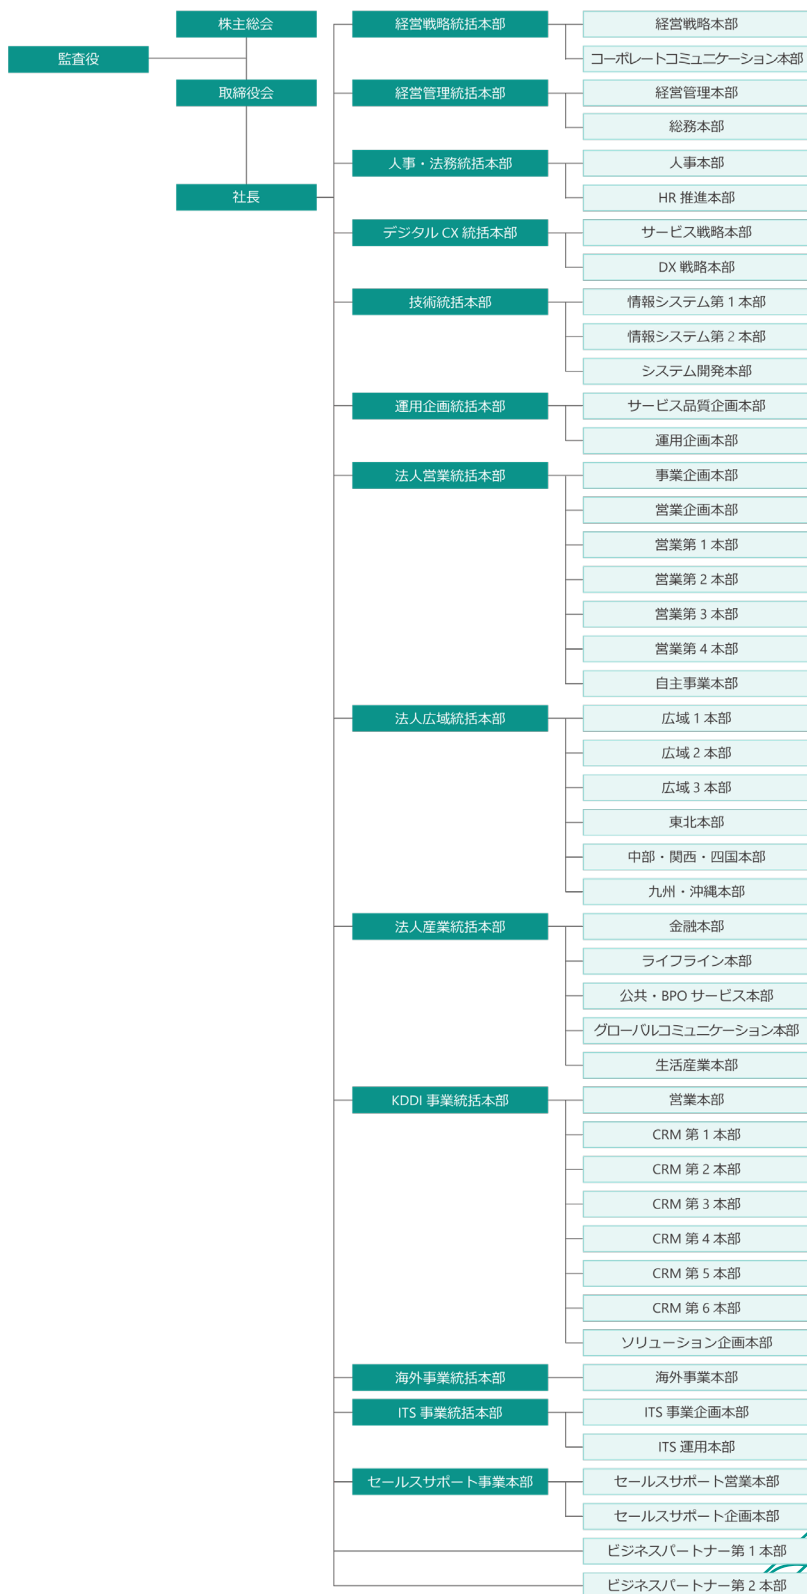 株主総会
監査役
取締役会
社長
経営戦略統括本部
経営戦略本部
コーポレートコミュニケーション本部
経営管理統括本部
経営管理本部
総務本部
人事・法務統括本部
人事本部
HR 推進本部
デジタル CX 統括本部
サービス戦略本部
DX 戦略本部
技術統括本部
情報システム第 1 本部
情報システム第 2 本部
システム開発本部
運用企画統括本部
サービス品質企画本部
運用企画本部
法人営業統括本部
事業企画本部
営業企画本部
営業第 1 本部
営業第 2 本部
営業第 3 本部
営業第 4 本部
自主事業本部
法人広域統括本部
広域 1 本部
広域 2 本部
広域 3 本部
東北本部
中部・関西・四国本部
九州・沖縄本部
法人産業統括本部
金融本部
ライフライン本部
公共・BPO サービス本部
グローバルコミュニケーション本部
生活産業本部
KDDI 事業統括本部
営業本部
CRM 第 1 本部
CRM 第 2 本部
CRM 第 3 本部
CRM 第 4 本部
CRM 第 5 本部
CRM 第 6 本部
ソリューション企画本部
海外事業統括本部
海外事業本部
ITS 事業統括本部
ITS 事業企画本部
ITS 運用本部
セールスサポート事業本部
セールスサポート営業本部
セールスサポート企画本部
ビジネスパートナー第 1 本部
ビジネスパートナー第 2 本部